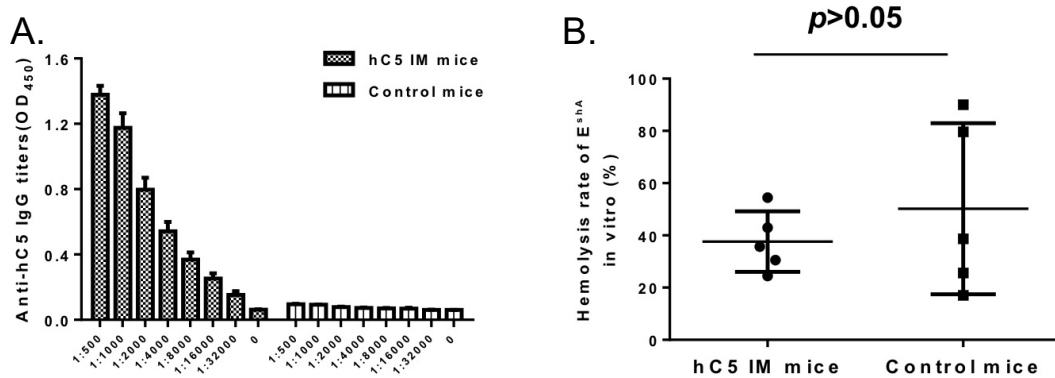 A.
Anti-hC5 IgG titers(OD450)
1.6
1.2
0.8
0.4
0.0
hC5 IM mice
Control mice
1:500
1:1000
1:2000
1:4000
1:8000
1:16000
1:32000
0
1:500
1:1000
1:2000
1:4000
1:8000
1:16000
1:32000
0
B.
p>0.05
Hemolysis rate of EshA
in vitro (%)
100
80
60
40
20
0
hC5 IM mice
Control mice